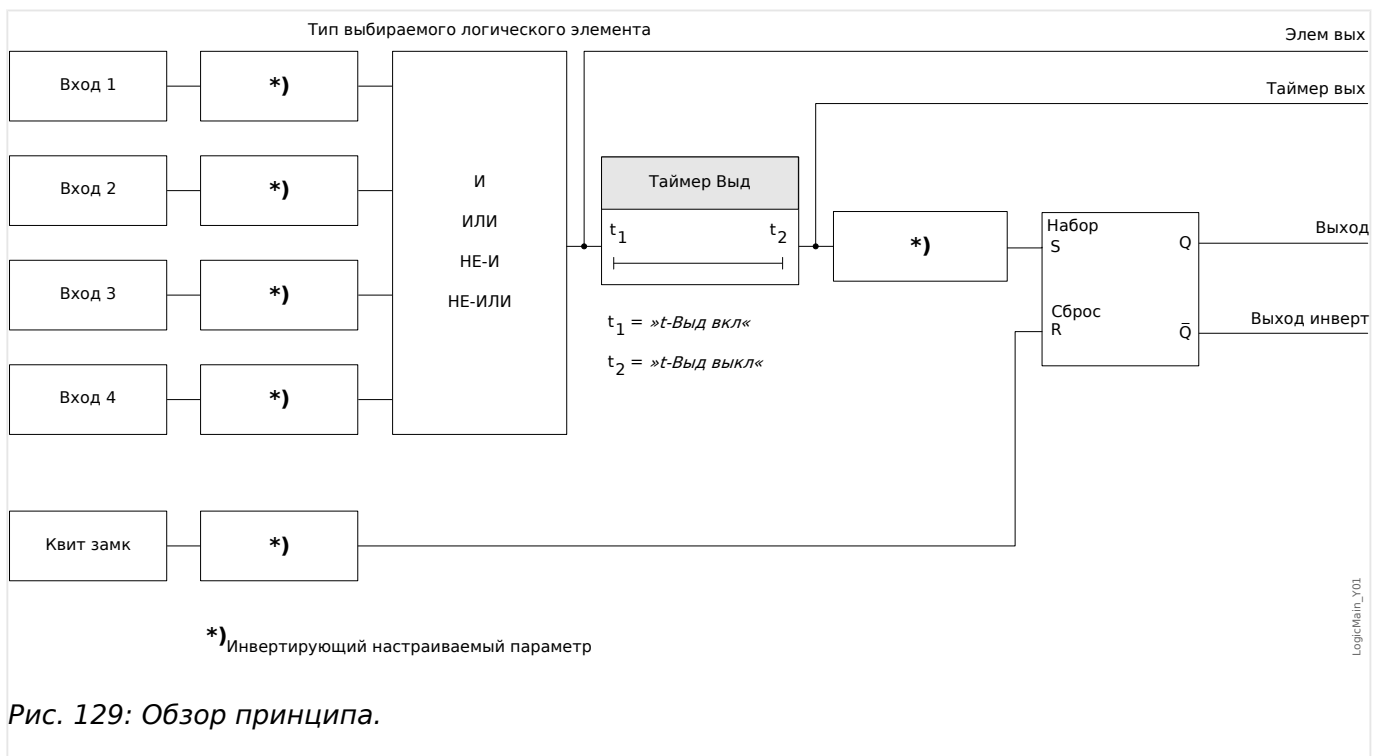 Тип выбираемого логического элемента
Элем вых
Вход 1
*)
Таймер вых
Вход 2
*)
И
ИЛИ
НЕ-И
НЕ-ИЛИ
Таймер Выд
t1
t2
*)
Набор
S
Q
Выход
Вход 3
*)
t1 = »t-Выд вкл«
t2 = »t-Выд выкл«
Сброс
R
Q̅
Выход инверт
Вход 4
*)
Квит замк
*)
*)Инвертирующий настраиваемый параметр
LogicMain_Y01
Рис. 129: Обзор принципа.